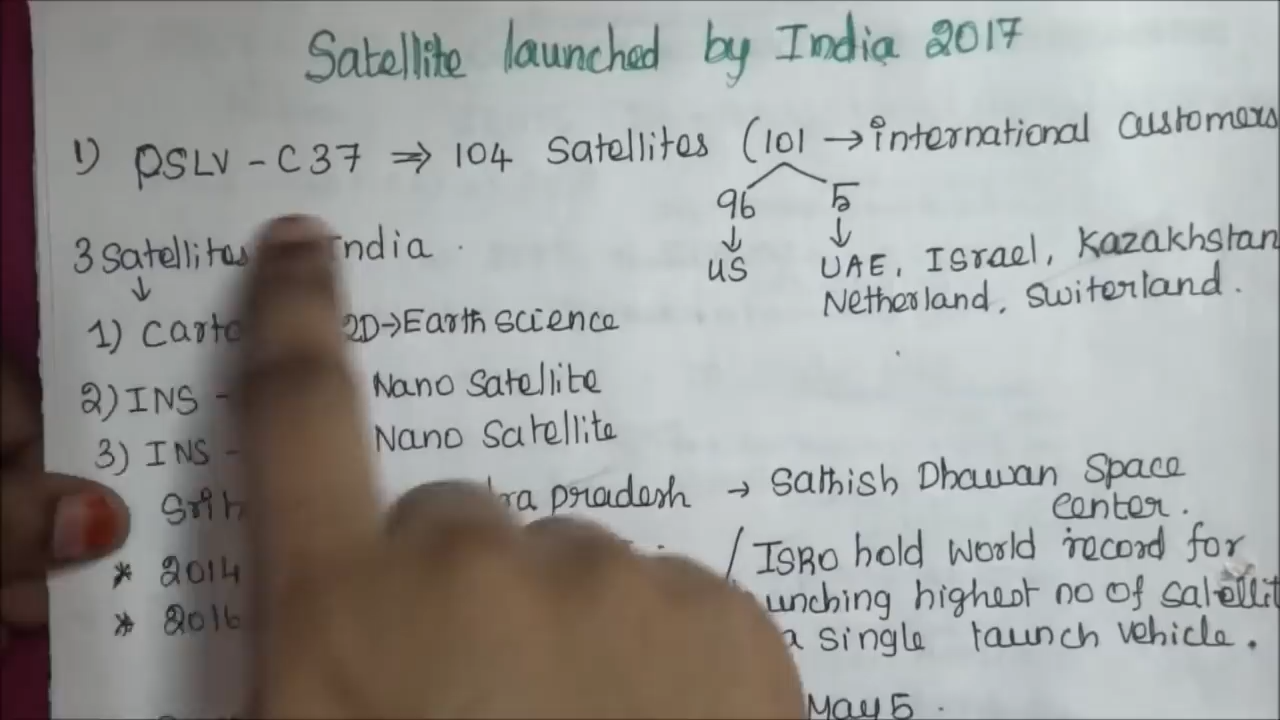 Satellite launched by India 2017
1) PSLV - C37 ⇒ 104 Satellites (101 → international customers
96 5
↓ ↓
US UAE, Israel, Kazakhstan
Netherland, Switerland.
3 Satellites India
↓
1) 2D → Earth science
2) INS - Nano Satellite
3) INS - Nano Satellite
pradesh → Sathish Dhawan Space
center.
* 2014
* 2016
/ ISRO hold world record for
highest no of
a single launch vehicle.
May 5.